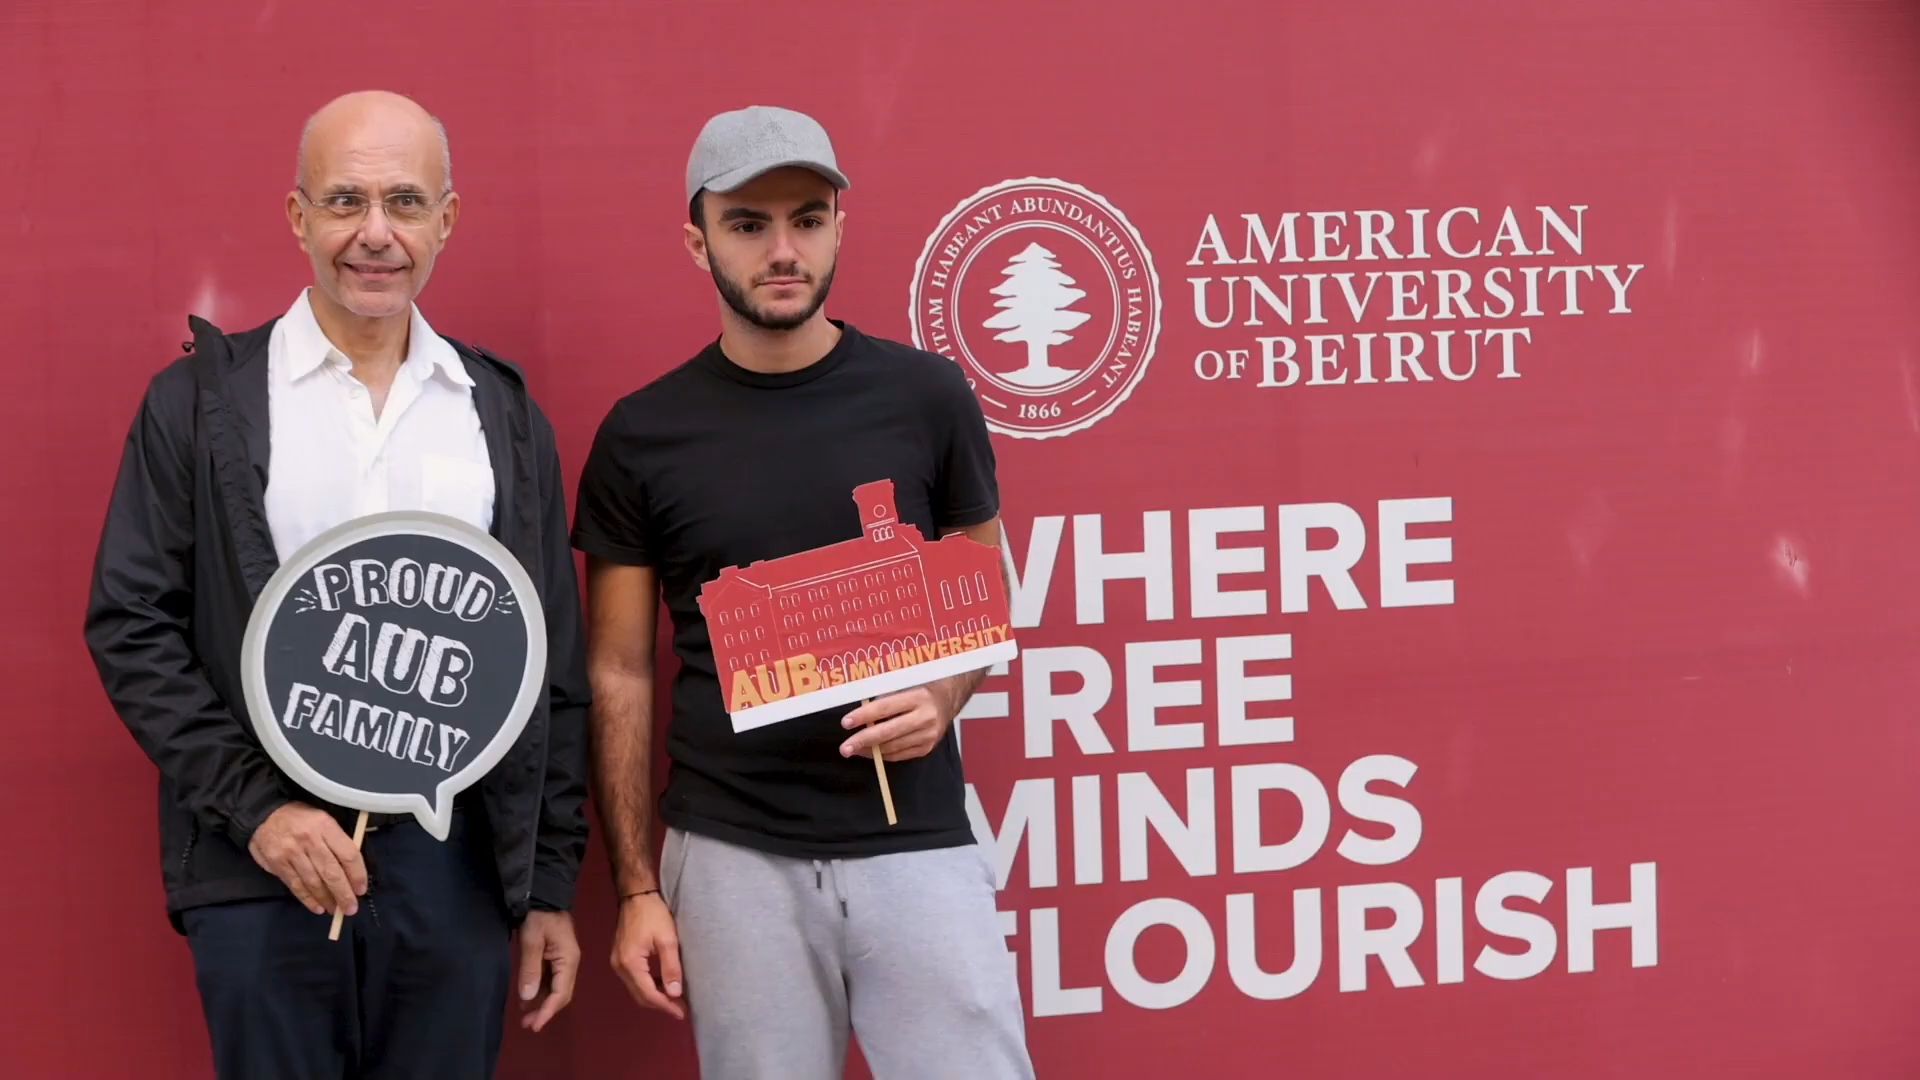 PROUD
AUB
FAMILY
AUB IS MY UNIVERSITY
VITAM HABEANT ABUNDANTIUS HABEANT
1866
AMERICAN
UNIVERSITY
OF BEIRUT
WHERE
FREE
MINDS
FLOURISH